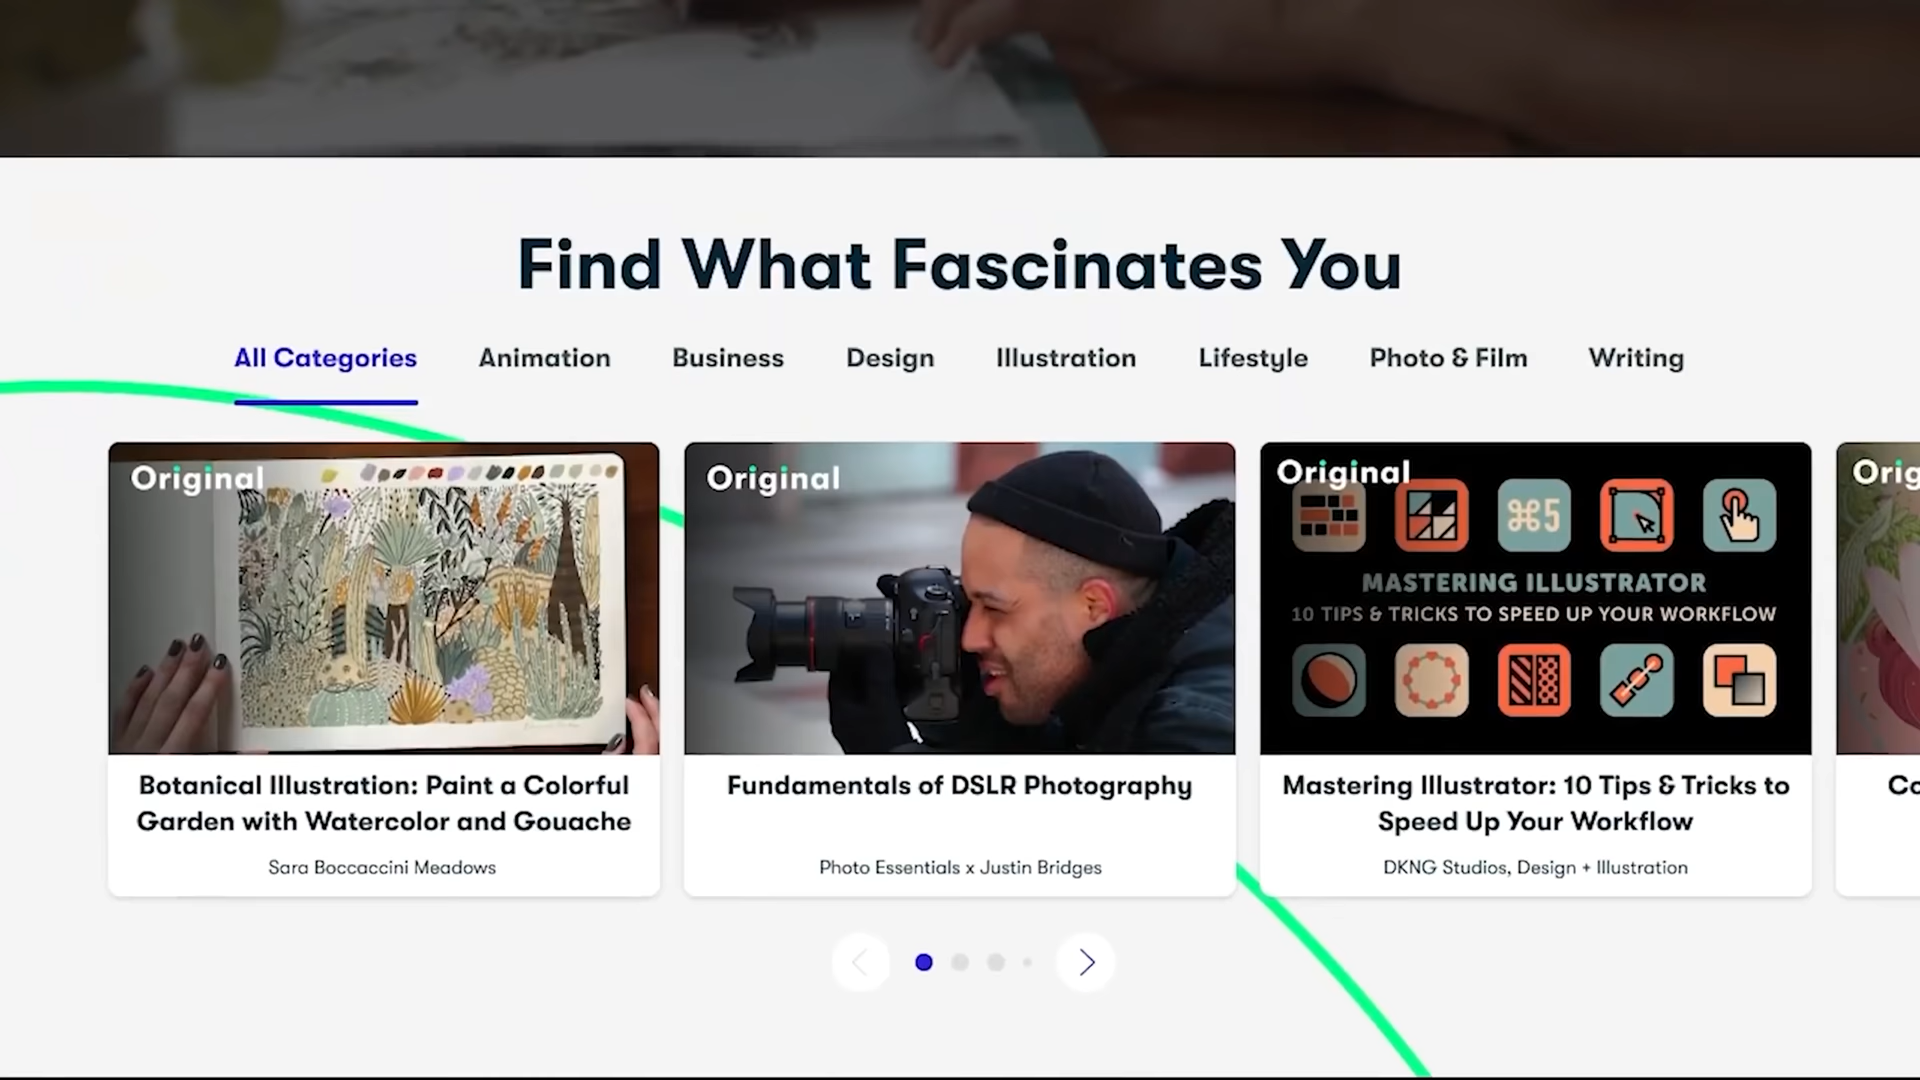 Find What Fascinates You
All Categories Animation Business Design Illustration Lifestyle Photo & Film Writing
Original
Botanical Illustration: Paint a Colorful
Garden with Watercolor and Gouache
Sara Boccaccini Meadows
Original
Fundamentals of DSLR Photography
Photo Essentials x Justin Bridges
Original
⌘5
MASTERING ILLUSTRATOR
10 TIPS & TRICKS TO SPEED UP YOUR WORKFLOW
Mastering Illustrator: 10 Tips & Tricks to
Speed Up Your Workflow
DKNG Studios, Design + Illustration
Orig
Co